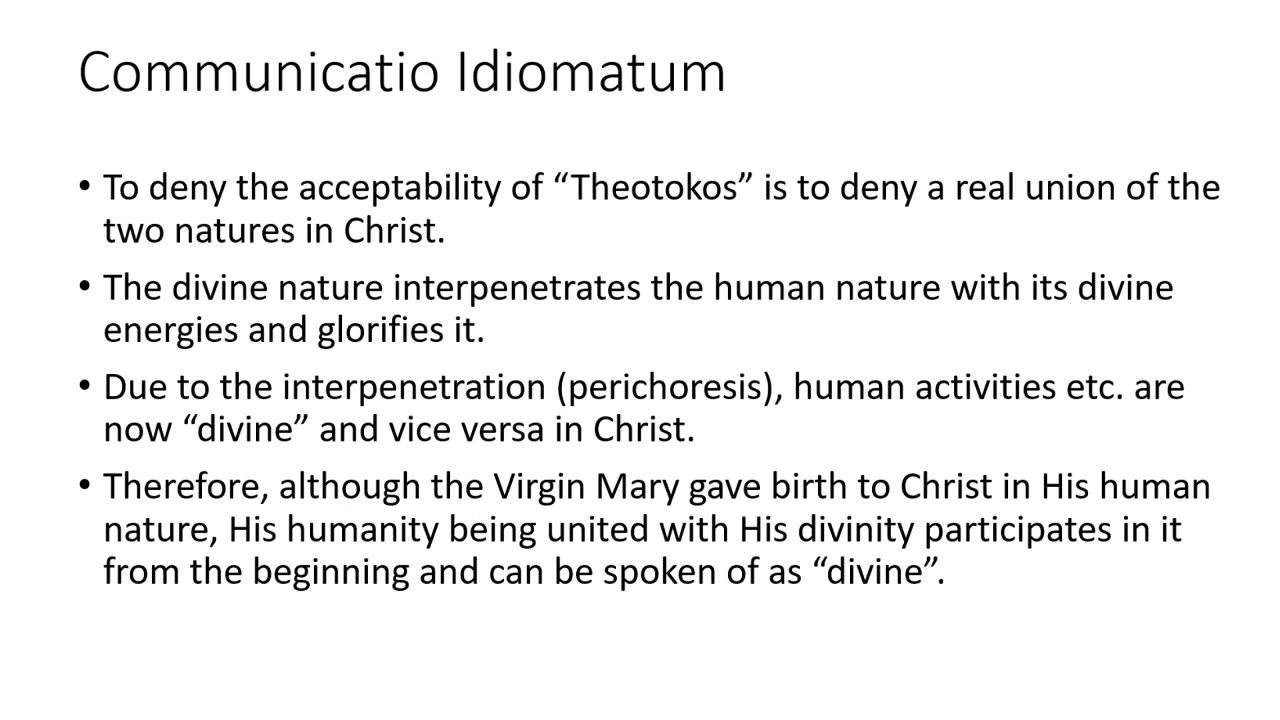 Communicatio Idiomatum
• To deny the acceptability of “Theotokos” is to deny a real union of the
two natures in Christ.
• The divine nature interpenetrates the human nature with its divine
energies and glorifies it.
• Due to the interpenetration (perichoresis), human activities etc. are
now “divine” and vice versa in Christ.
• Therefore, although the Virgin Mary gave birth to Christ in His human
nature, His humanity being united with His divinity participates in it
from the beginning and can be spoken of as “divine”.